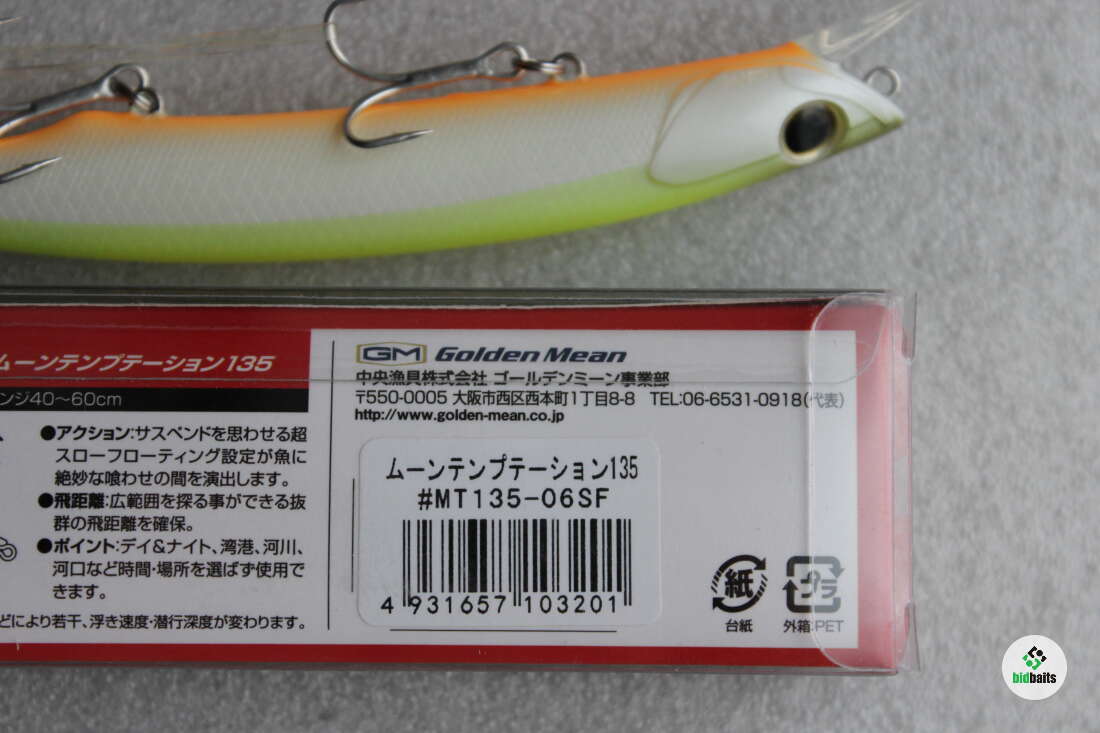 ムーンテンプテーション135
ンジ40～60cm
●アクション:サスペンドを思わせる超
スローフローティング設定が魚に
絶妙な喰わせの間を演出します。
●飛距離:広範囲を探る事ができる抜
群の飛距離を確保。
●ポイント:デイ&ナイト、湾港、河川、
河口など時間・場所を選ばず使用で
きます。
どにより若干、浮き速度・潜行深度が変わります。
GM Golden Mean
中央漁具株式会社 ゴールデンミーン事業部
〒550-0005 大阪市西区西本町1丁目8-8 TEL:06-6531-0918(代表)
http://www.golden-mean.co.jp
ムーンテンプテーション135
#MT135-06SF
4 931657 103201
紙
台紙
プラ
外箱:PET
bidbaits